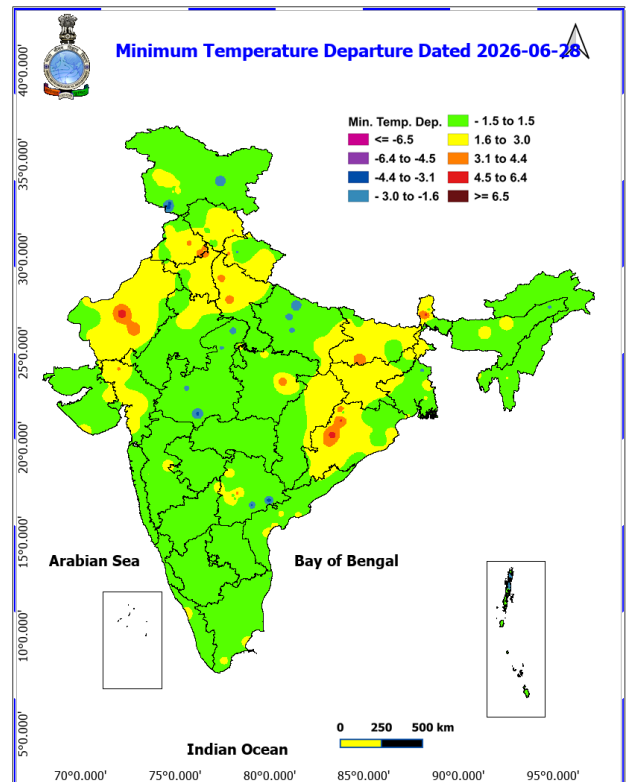 Minimum Temperature Departure Dated 2026-06-28
Min. Temp. Dep.
<= -6.5
-6.4 to -4.5
-4.4 to -3.1
- 3.0 to -1.6
- 1.5 to 1.5
1.6 to 3.0
3.1 to 4.4
4.5 to 6.4
>= 6.5
40°0.000'
35°0.000'
30°0.000'
25°0.000'
20°0.000'
15°0.000'
10°0.000'
5°0.000'
Arabian Sea
Bay of Bengal
0 250 500 km
Indian Ocean
70°0.000' 75°0.000' 80°0.000' 85°0.000' 90°0.000' 95°0.000'